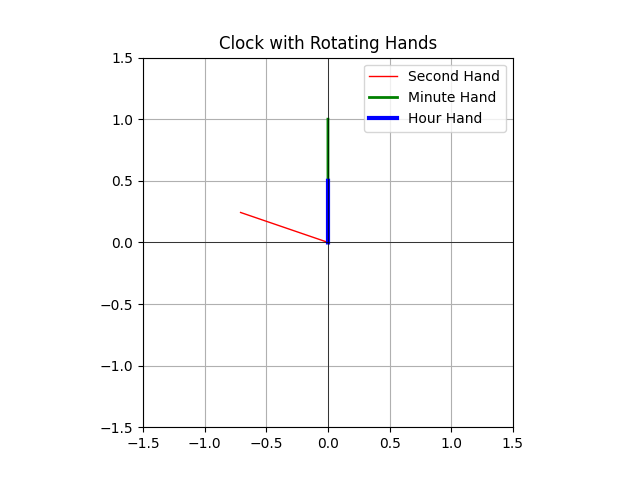 Clock with Rotating Hands
Second Hand
Minute Hand
Hour Hand
1.5
1.0
0.5
0.0
−0.5
−1.0
−1.5
−1.5 −1.0 −0.5 0.0 0.5 1.0 1.5